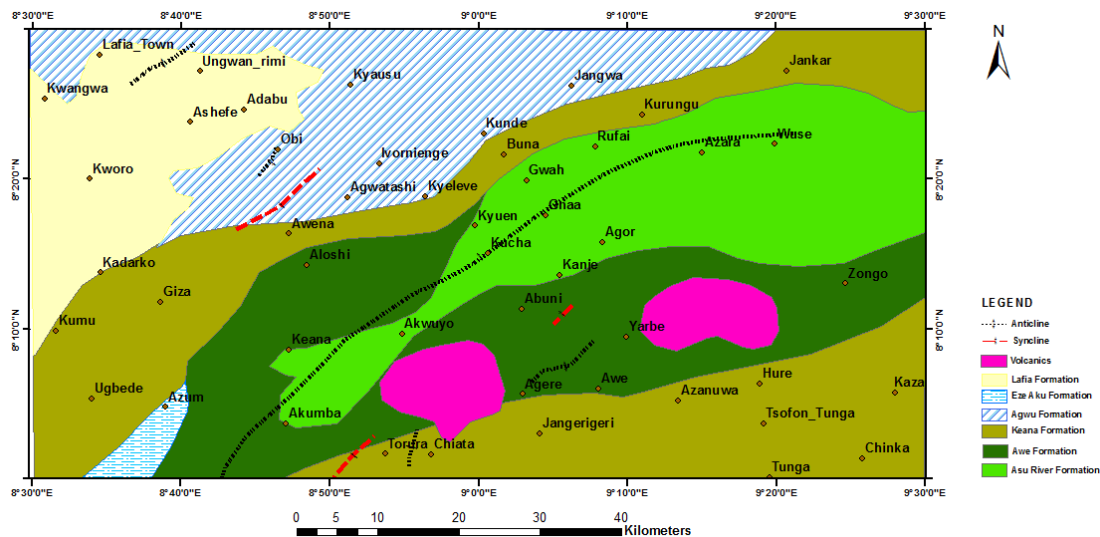 8°30'0"E 8°40'0"E 8°50'0"E 9°0'0"E 9°10'0"E 9°20'0"E 9°30'0"E
N
Lafia_Town
Ungwan_rimi
Jankar
Kyausu
Jangwa
Kwangwa
Adabu
Kurungu
Ashefe
Kunde
Rufai
Wuse
Obi
Buna
Azara
Ivornienge
Kworo
Gwah
8°20'0"N
8°20'0"N
Agwatashi
Kyeleve
Ghaa
Kyuen
Awena
Agor
Kucha
Aloshi
Kadarko
Kanje
Zongo
Giza
Abuni
Kumu
Akwuyo
Yarbe
8°10'0"N
8°10'0"N
Keana
Hure
Ugbede
Azum
Agere
Awe
Azanuwa
Kaza
Akumba
Tsofon_Tunga
Jangerigeri
Torura
Chiata
Chinka
Tunga
8°30'0"E 8°40'0"E 8°50'0"E 9°0'0"E 9°10'0"E 9°20'0"E 9°30'0"E
LEGEND
Anticline
Syncline
Volcanics
Lafia Formation
Eze Aku Formation
Agwu Formation
Keana Formation
Awe Formation
Asu River Formation
0 5 10 20 30 40
Kilometers